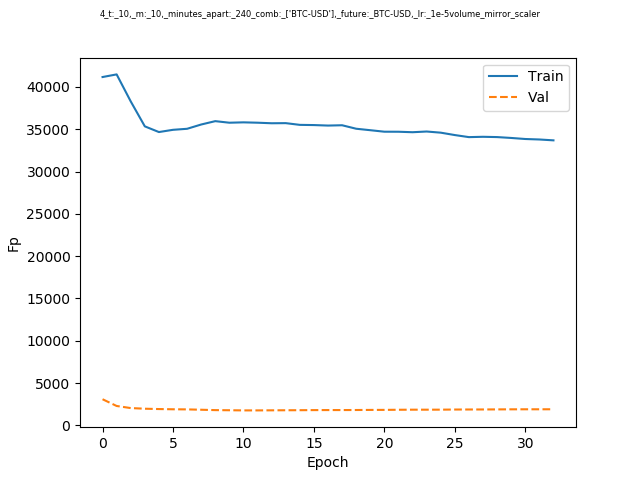 4_t:_10,_m:_10,_minutes_apart:_240_comb:_['BTC-USD'],_future:_BTC-USD,_lr:_1e-5volume_mirror_scaler
Train
Val
40000
35000
30000
25000
20000
15000
10000
5000
0
Fp
0 5 10 15 20 25 30
Epoch